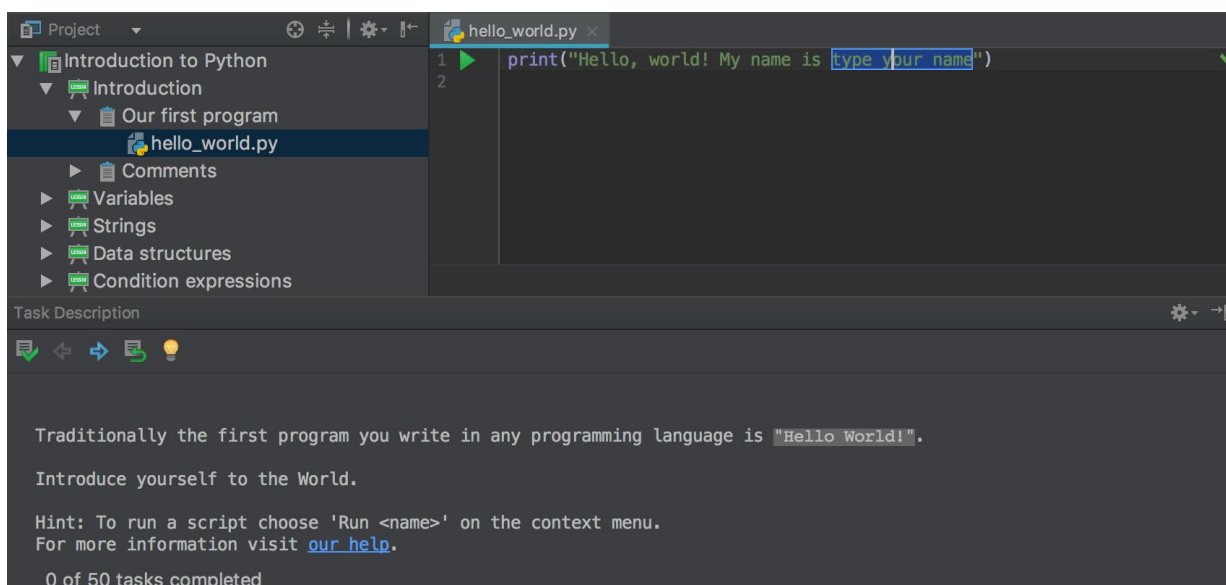 Project
hello_world.py
Introduction to Python
Introduction
Our first program
hello_world.py
Comments
Variables
Strings
Data structures
Condition expressions
1 print("Hello, world! My name is type your name")
2
Task Description
Traditionally the first program you write in any programming language is "Hello World!".
Introduce yourself to the World.
Hint: To run a script choose 'Run <name>' on the context menu.
For more information visit our help.
0 of 50 tasks completed